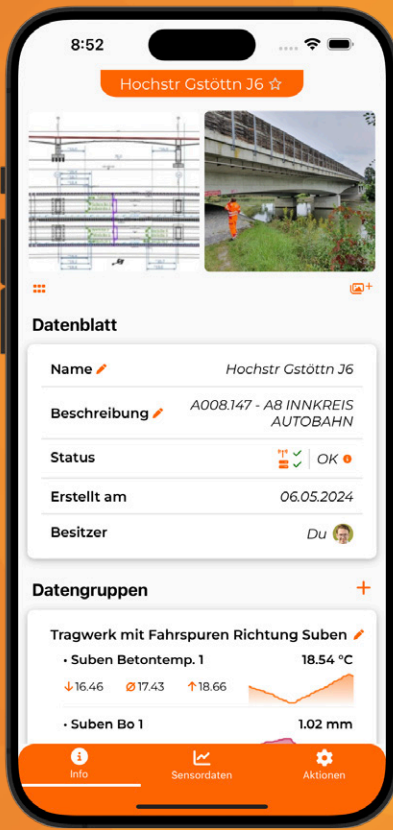 8:52
Hochstr Gstöttn J6 ☆
Datenblatt
Name
Hochstr Gstöttn J6
Beschreibung
A008.147 - A8 INNKREIS
AUTOBAHN
Status
OK
Erstellt am
06.05.2024
Besitzer
Du
Datengruppen
+
Tragwerk mit Fahrspuren Richtung Suben
• Suben Betontemp. 1
18.54 °C
↓16.46 Ø17.43 ↑18.66
• Suben Bo 1
1.02 mm
Info
Sensordaten
Aktionen